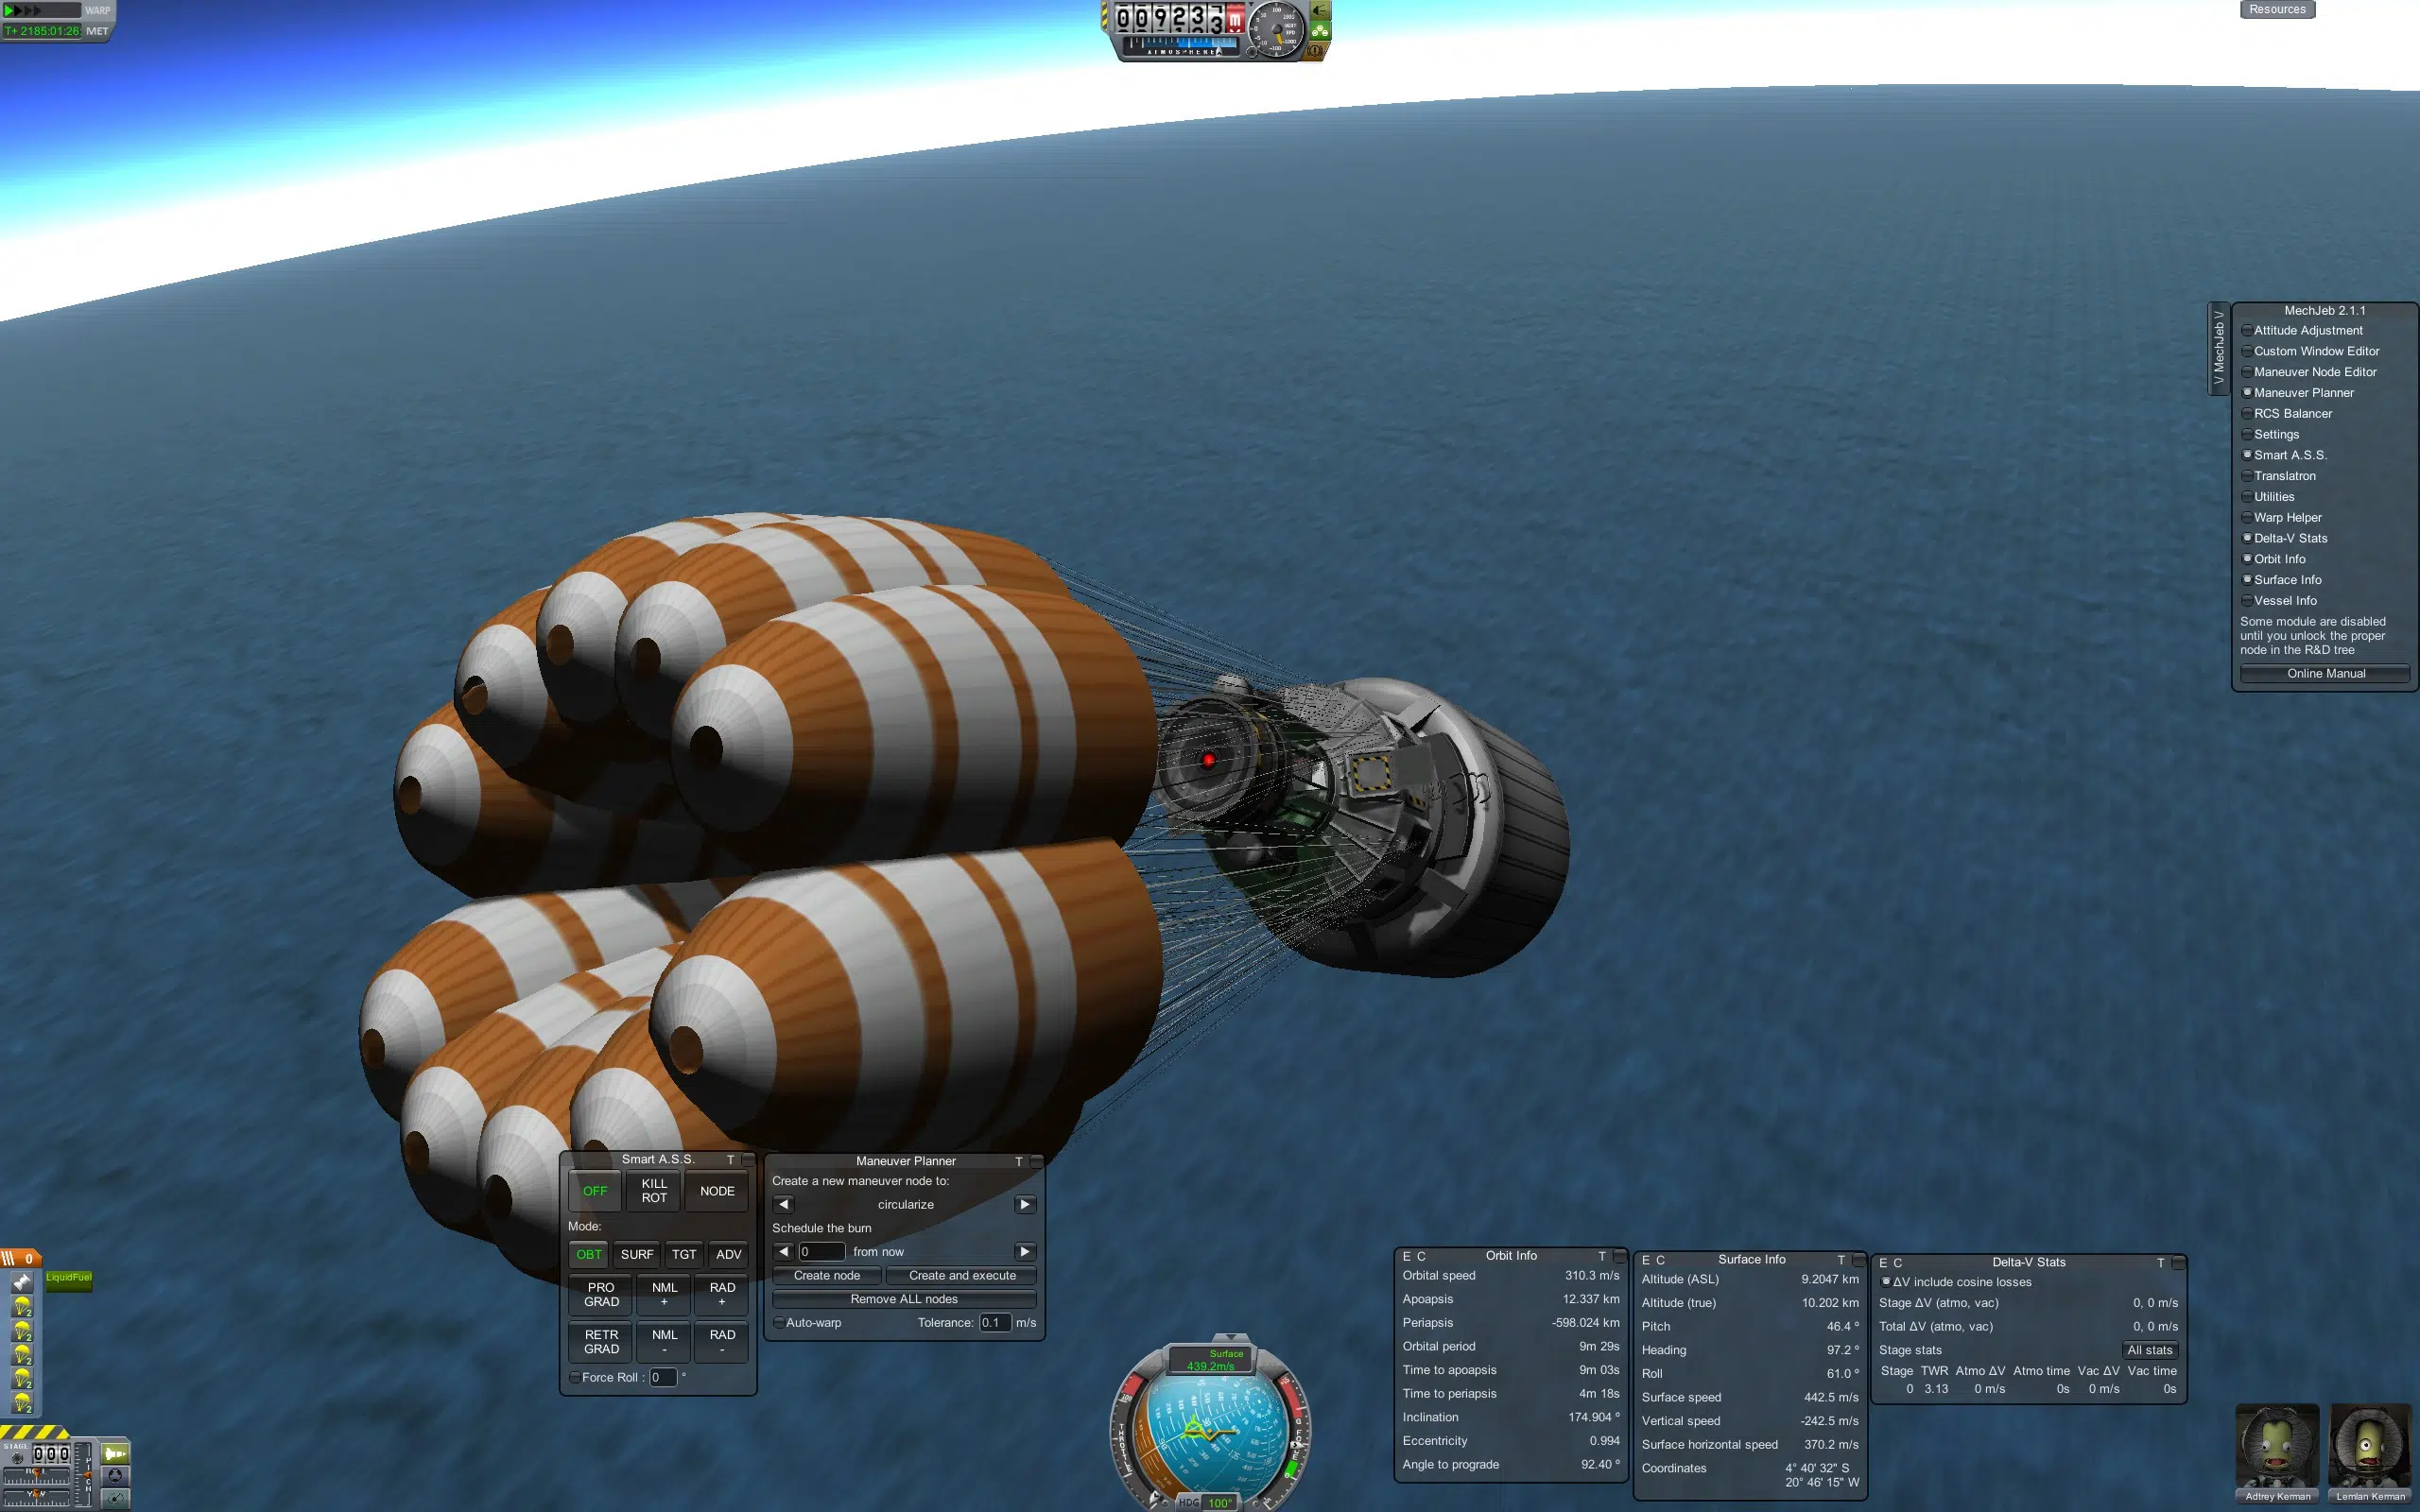 WARP
T+ 2185:01:26 MET
009233 m
ATMOSPHERE
Resources
V MechJeb V
MechJeb 2.1.1
Attitude Adjustment
Custom Window Editor
Maneuver Node Editor
Maneuver Planner
RCS Balancer
Settings
Smart A.S.S.
Translatron
Utilities
Warp Helper
Delta-V Stats
Orbit Info
Surface Info
Vessel Info
Some module are disabled
until you unlock the proper
node in the R&D tree
Online Manual
Smart A.S.S. T
OFF KILL ROT NODE
Mode:
OBT SURF TGT ADV
PRO GRAD NML + RAD +
RETR GRAD NML - RAD -
Force Roll : 0 °
Maneuver Planner T
Create a new maneuver node to:
circularize
Schedule the burn
0 from now
Create node Create and execute
Remove ALL nodes
Auto-warp Tolerance: 0.1 m/s
0
LiquidFuel
2
2
2
2
2
STAGE 000
ROLL
YAW
PITCH
Surface
439.2m/s
HDG 100°
E C Orbit Info T
Orbital speed 310.3 m/s
Apoapsis 12.337 km
Periapsis -598.024 km
Orbital period 9m 29s
Time to apoapsis 9m 03s
Time to periapsis 4m 18s
Inclination 174.904 º
Eccentricity 0.994
Angle to prograde 92.40 º
E C Surface Info T
Altitude (ASL) 9.2047 km
Altitude (true) 10.202 km
Pitch 46.4 º
Heading 97.2 º
Roll 61.0 º
Surface speed 442.5 m/s
Vertical speed -242.5 m/s
Surface horizontal speed 370.2 m/s
Coordinates 4° 40' 32" S
20° 46' 15" W
E C Delta-V Stats T
ΔV include cosine losses
Stage ΔV (atmo, vac) 0, 0 m/s
Total ΔV (atmo, vac) 0, 0 m/s
Stage stats All stats
Stage TWR Atmo ΔV Atmo time Vac ΔV Vac time
0 3.13 0 m/s 0s 0 m/s 0s
Adtrey Kerman
Lemlan Kerman